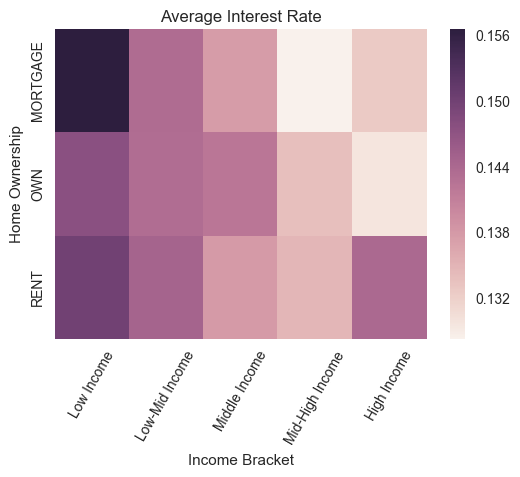 Average Interest Rate
Home Ownership
MORTGAGE
OWN
RENT
Low Income
Low-Mid Income
Middle Income
Mid-High Income
High Income
Income Bracket
0.156
0.150
0.144
0.138
0.132